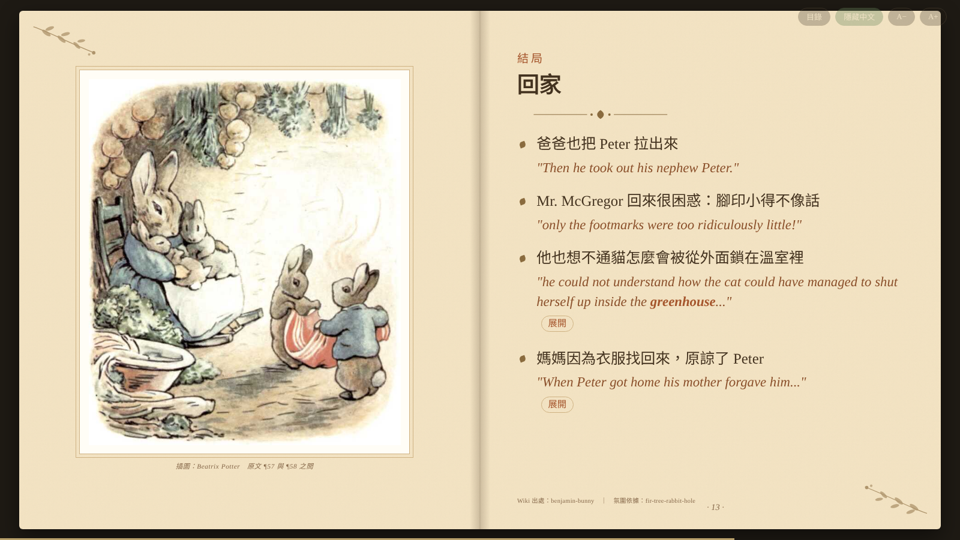 目錄 隱藏中文 A− A+
結局
回家
爸爸也把 Peter 拉出來
"Then he took out his nephew Peter."
Mr. McGregor 回來很困惑：腳印小得不像話
"only the footmarks were too ridiculously little!"
他也想不通貓怎麼會被從外面鎖在溫室裡
"he could not understand how the cat could have managed to shut
herself up inside the greenhouse..."
展開
媽媽因為衣服找回來，原諒了 Peter
"When Peter got home his mother forgave him..."
展開
插圖：Beatrix Potter 原文 ¶57 與 ¶58 之間
Wiki 出處：benjamin-bunny | 氛圍依據：fir-tree-rabbit-hole
· 13 ·